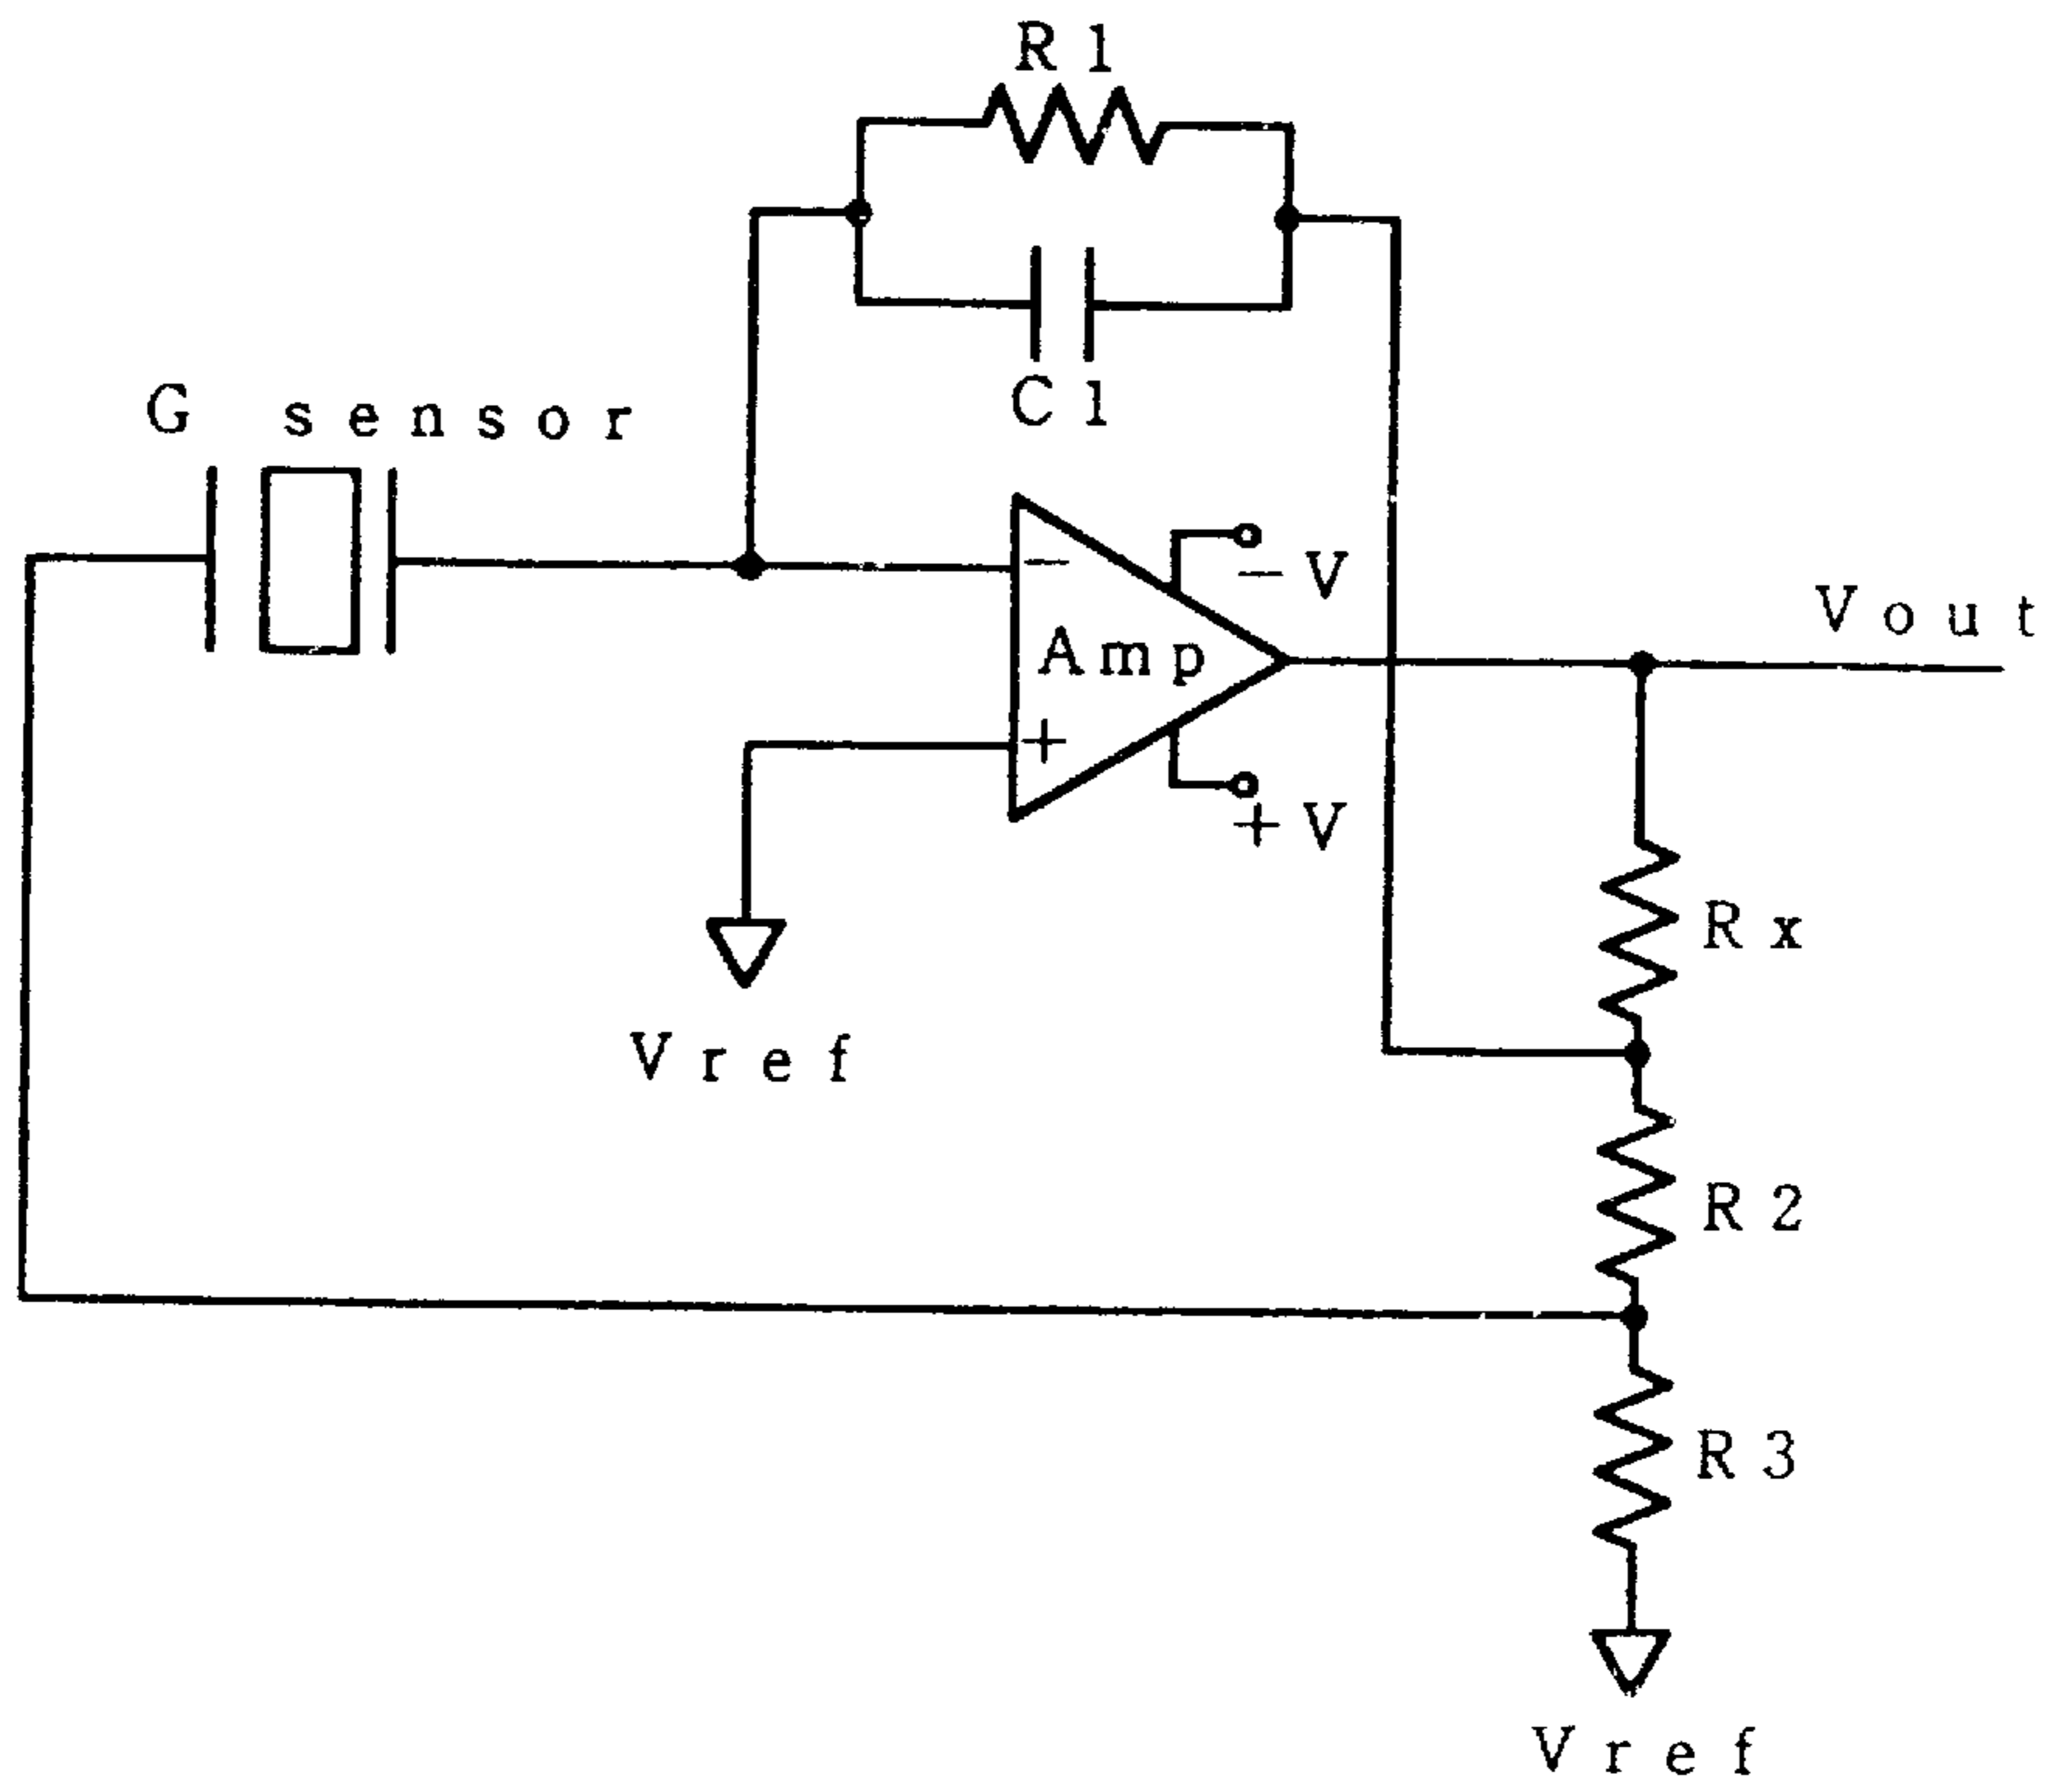 R1
C1
G sensor
-
-V
Amp
Vout
+
+V
Rx
Vref
R2
R3
Vref